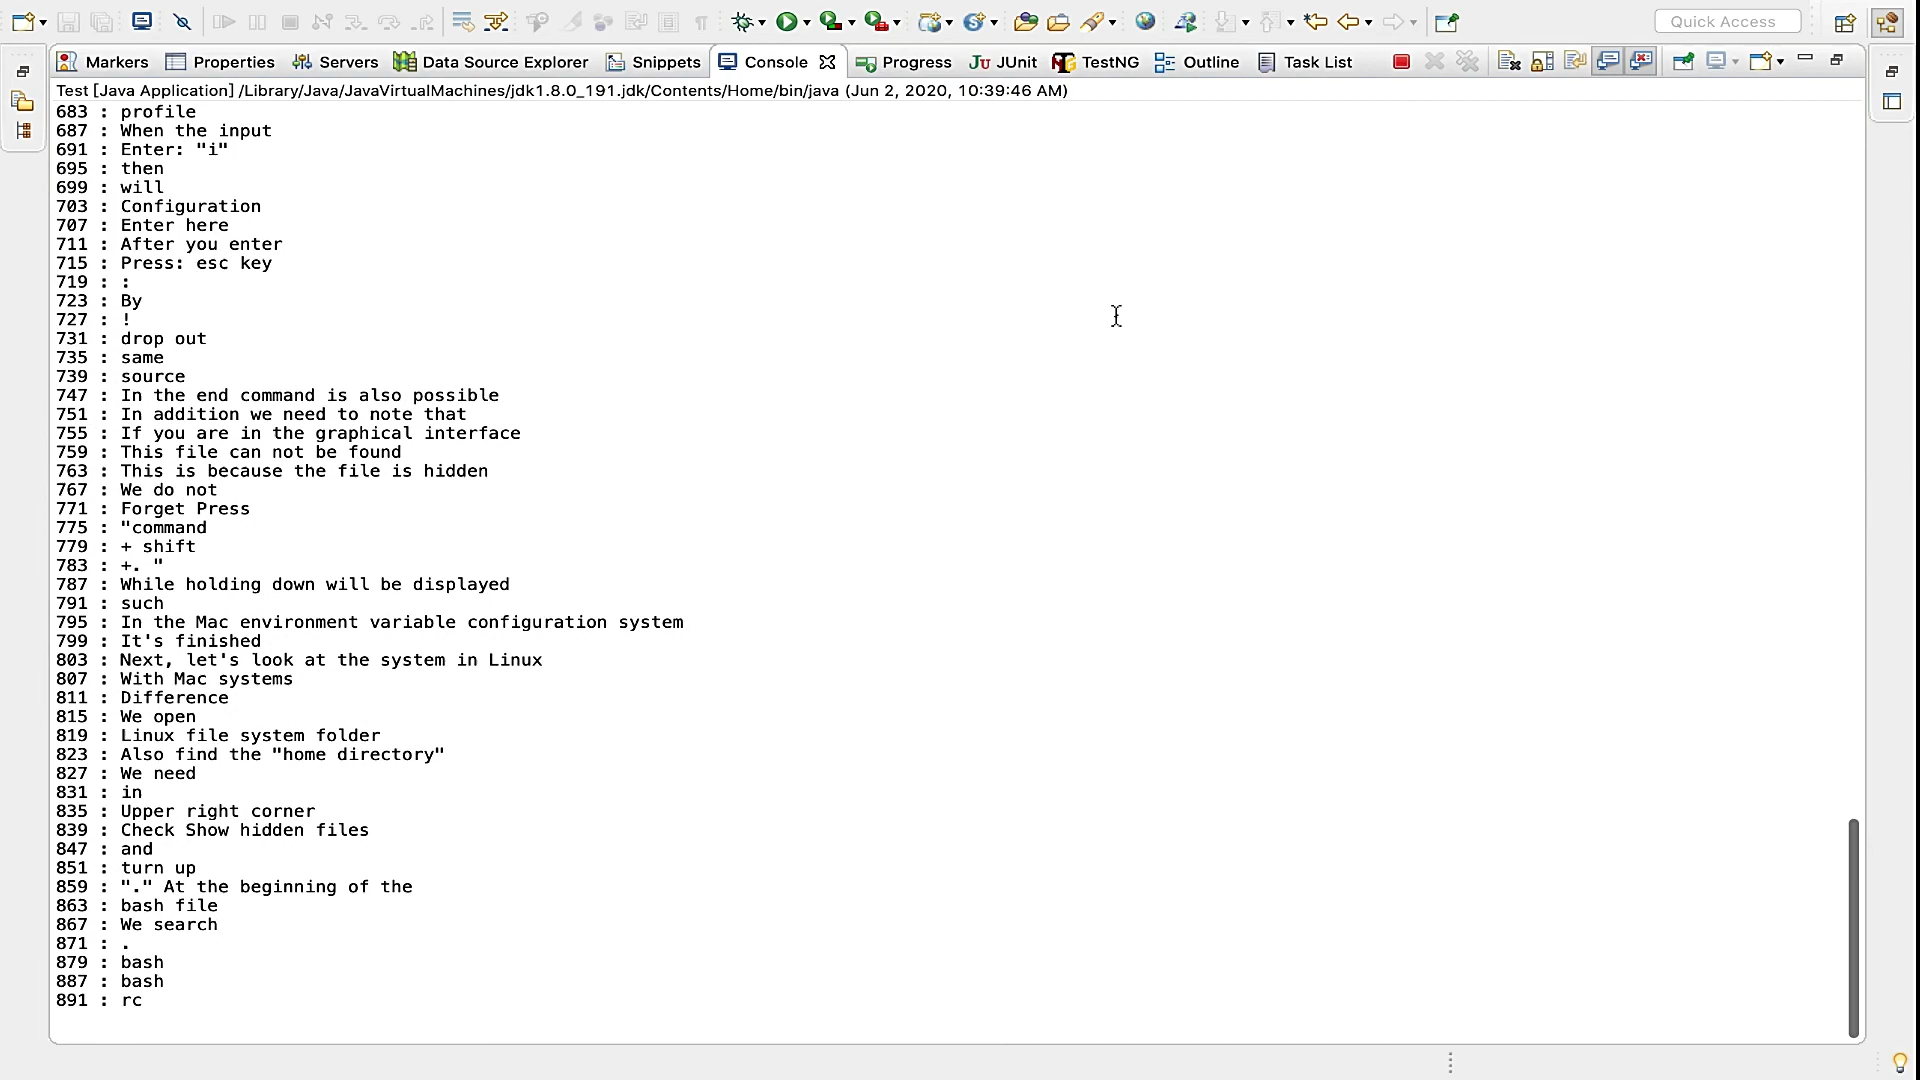 Quick Access
Markers Properties Servers Data Source Explorer Snippets Console Progress Ju JUnit TestNG Outline Task List
Test [Java Application] /Library/Java/JavaVirtualMachines/jdk1.8.0_191.jdk/Contents/Home/bin/java (Jun 2, 2020, 10:39:46 AM)
683 : profile
687 : When the input
691 : Enter: "i"
695 : then
699 : will
703 : Configuration
707 : Enter here
711 : After you enter
715 : Press: esc key
719 : :
723 : By
727 : !
731 : drop out
735 : same
739 : source
747 : In the end command is also possible
751 : In addition we need to note that
755 : If you are in the graphical interface
759 : This file can not be found
763 : This is because the file is hidden
767 : We do not
771 : Forget Press
775 : "command
779 : + shift
783 : +. "
787 : While holding down will be displayed
791 : such
795 : In the Mac environment variable configuration system
799 : It's finished
803 : Next, let's look at the system in Linux
807 : With Mac systems
811 : Difference
815 : We open
819 : Linux file system folder
823 : Also find the "home directory"
827 : We need
831 : in
835 : Upper right corner
839 : Check Show hidden files
847 : and
851 : turn up
859 : "." At the beginning of the
863 : bash file
867 : We search
871 : .
879 : bash
887 : bash
891 : rc